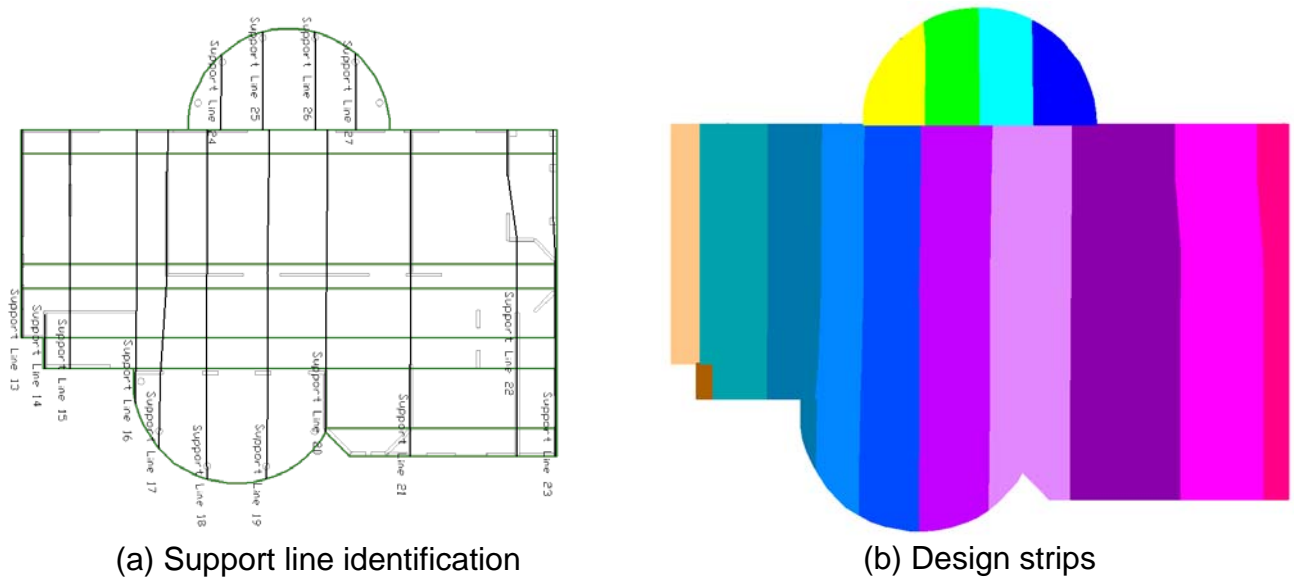 Support Line 24
Support Line 25
Support Line 26
Support Line 27
Support Line 13
Support Line 14
Support Line 15
Support Line 16
Support Line 17
Support Line 18
Support Line 19
Support Line 20
Support Line 21
Support Line 22
Support Line 23
(a) Support line identification
(b) Design strips